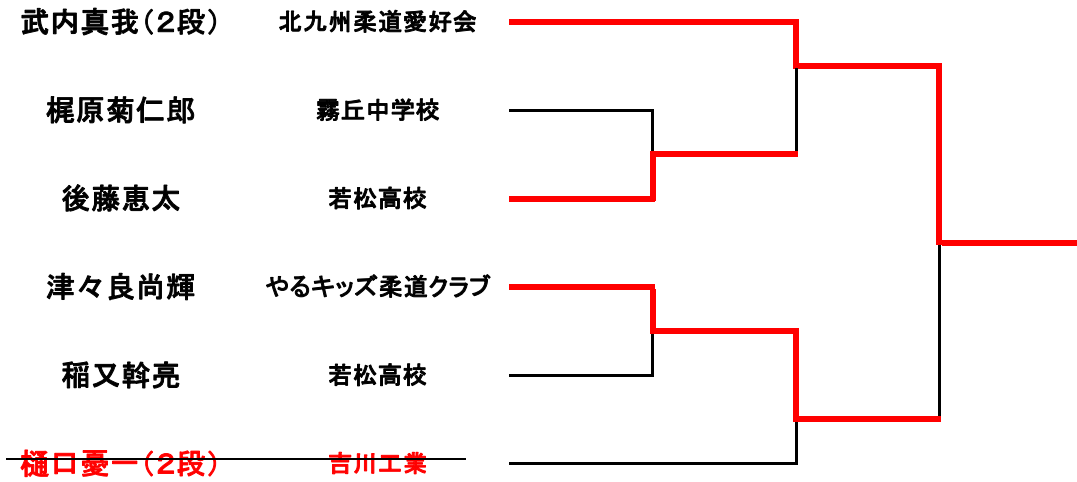 武内真我（２段） 北九州柔道愛好会
梶原菊仁郎 霧丘中学校
後藤恵太 若松高校
津々良尚輝 やるキッズ柔道クラブ
稲又幹亮 若松高校
樋口憂一（２段） 吉川工業